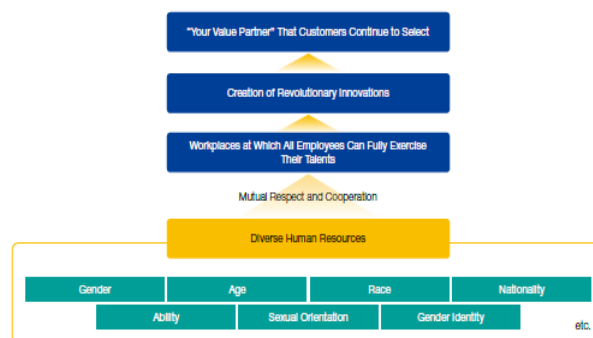 “Your Value Partner” That Customers Continue to Select
Creation of Revolutionary Innovations
Workplaces at Which All Employees Can Fully Exercise
Their Talents
Mutual Respect and Cooperation
Diverse Human Resources
Gender
Age
Race
Nationality
Ability
Sexual Orientation
Gender Identity
etc.